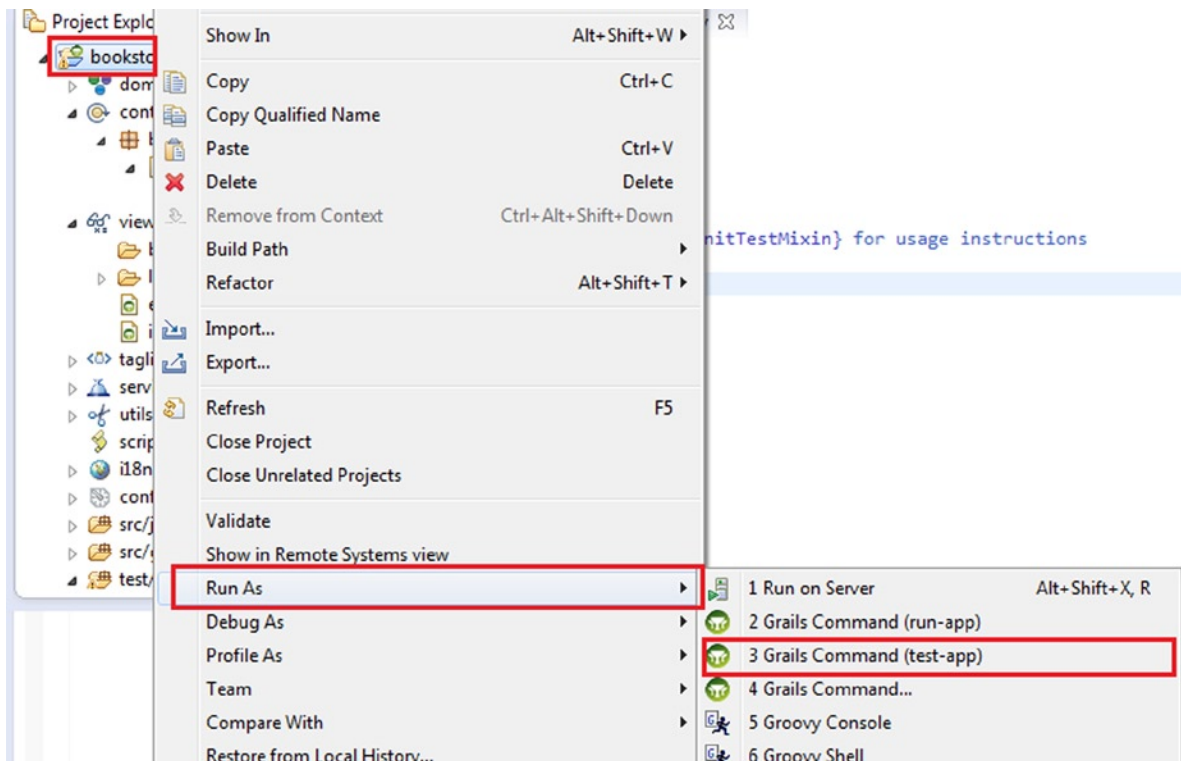 Project Explo
Show In Alt+Shift+W
booksto
Copy Ctrl+C
dom
Copy Qualified Name
cont
Paste Ctrl+V
Delete Delete
Remove from Context Ctrl+Alt+Shift+Down
view
nitTestMixin} for usage instructions
Build Path
Refactor Alt+Shift+T
Import...
tagli
Export...
serv
Refresh F5
utils
Close Project
scrip
i18n
Close Unrelated Projects
conf
Validate
src/j
src/g
Show in Remote Systems view
test/
Run As
1 Run on Server Alt+Shift+X, R
Debug As
2 Grails Command (run-app)
Profile As
3 Grails Command (test-app)
Team
4 Grails Command...
Compare With
5 Groovy Console
Restore from Local History...
6 Groovy Shell